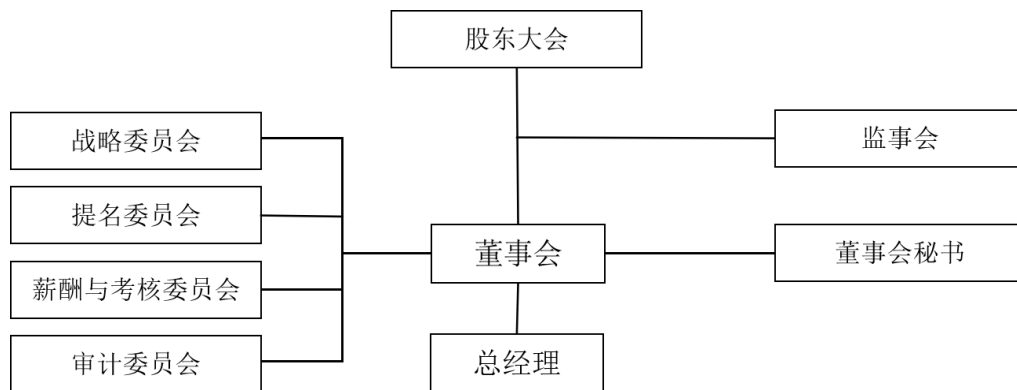 股东大会
战略委员会
监事会
提名委员会
董事会
董事会秘书
薪酬与考核委员会
审计委员会
总经理